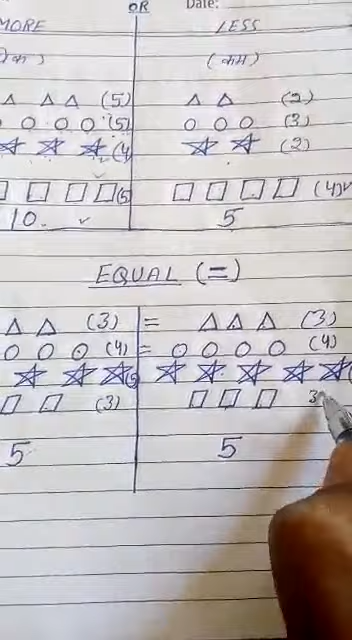 OR Date:
MORE LESS
(कम)
(5) (2)
(5) (3)
(4 (2)
(5 (4)
10. 5
EQUAL (=)
(3) = (3)
(4) = (4)
(5
(3) 3
5 5